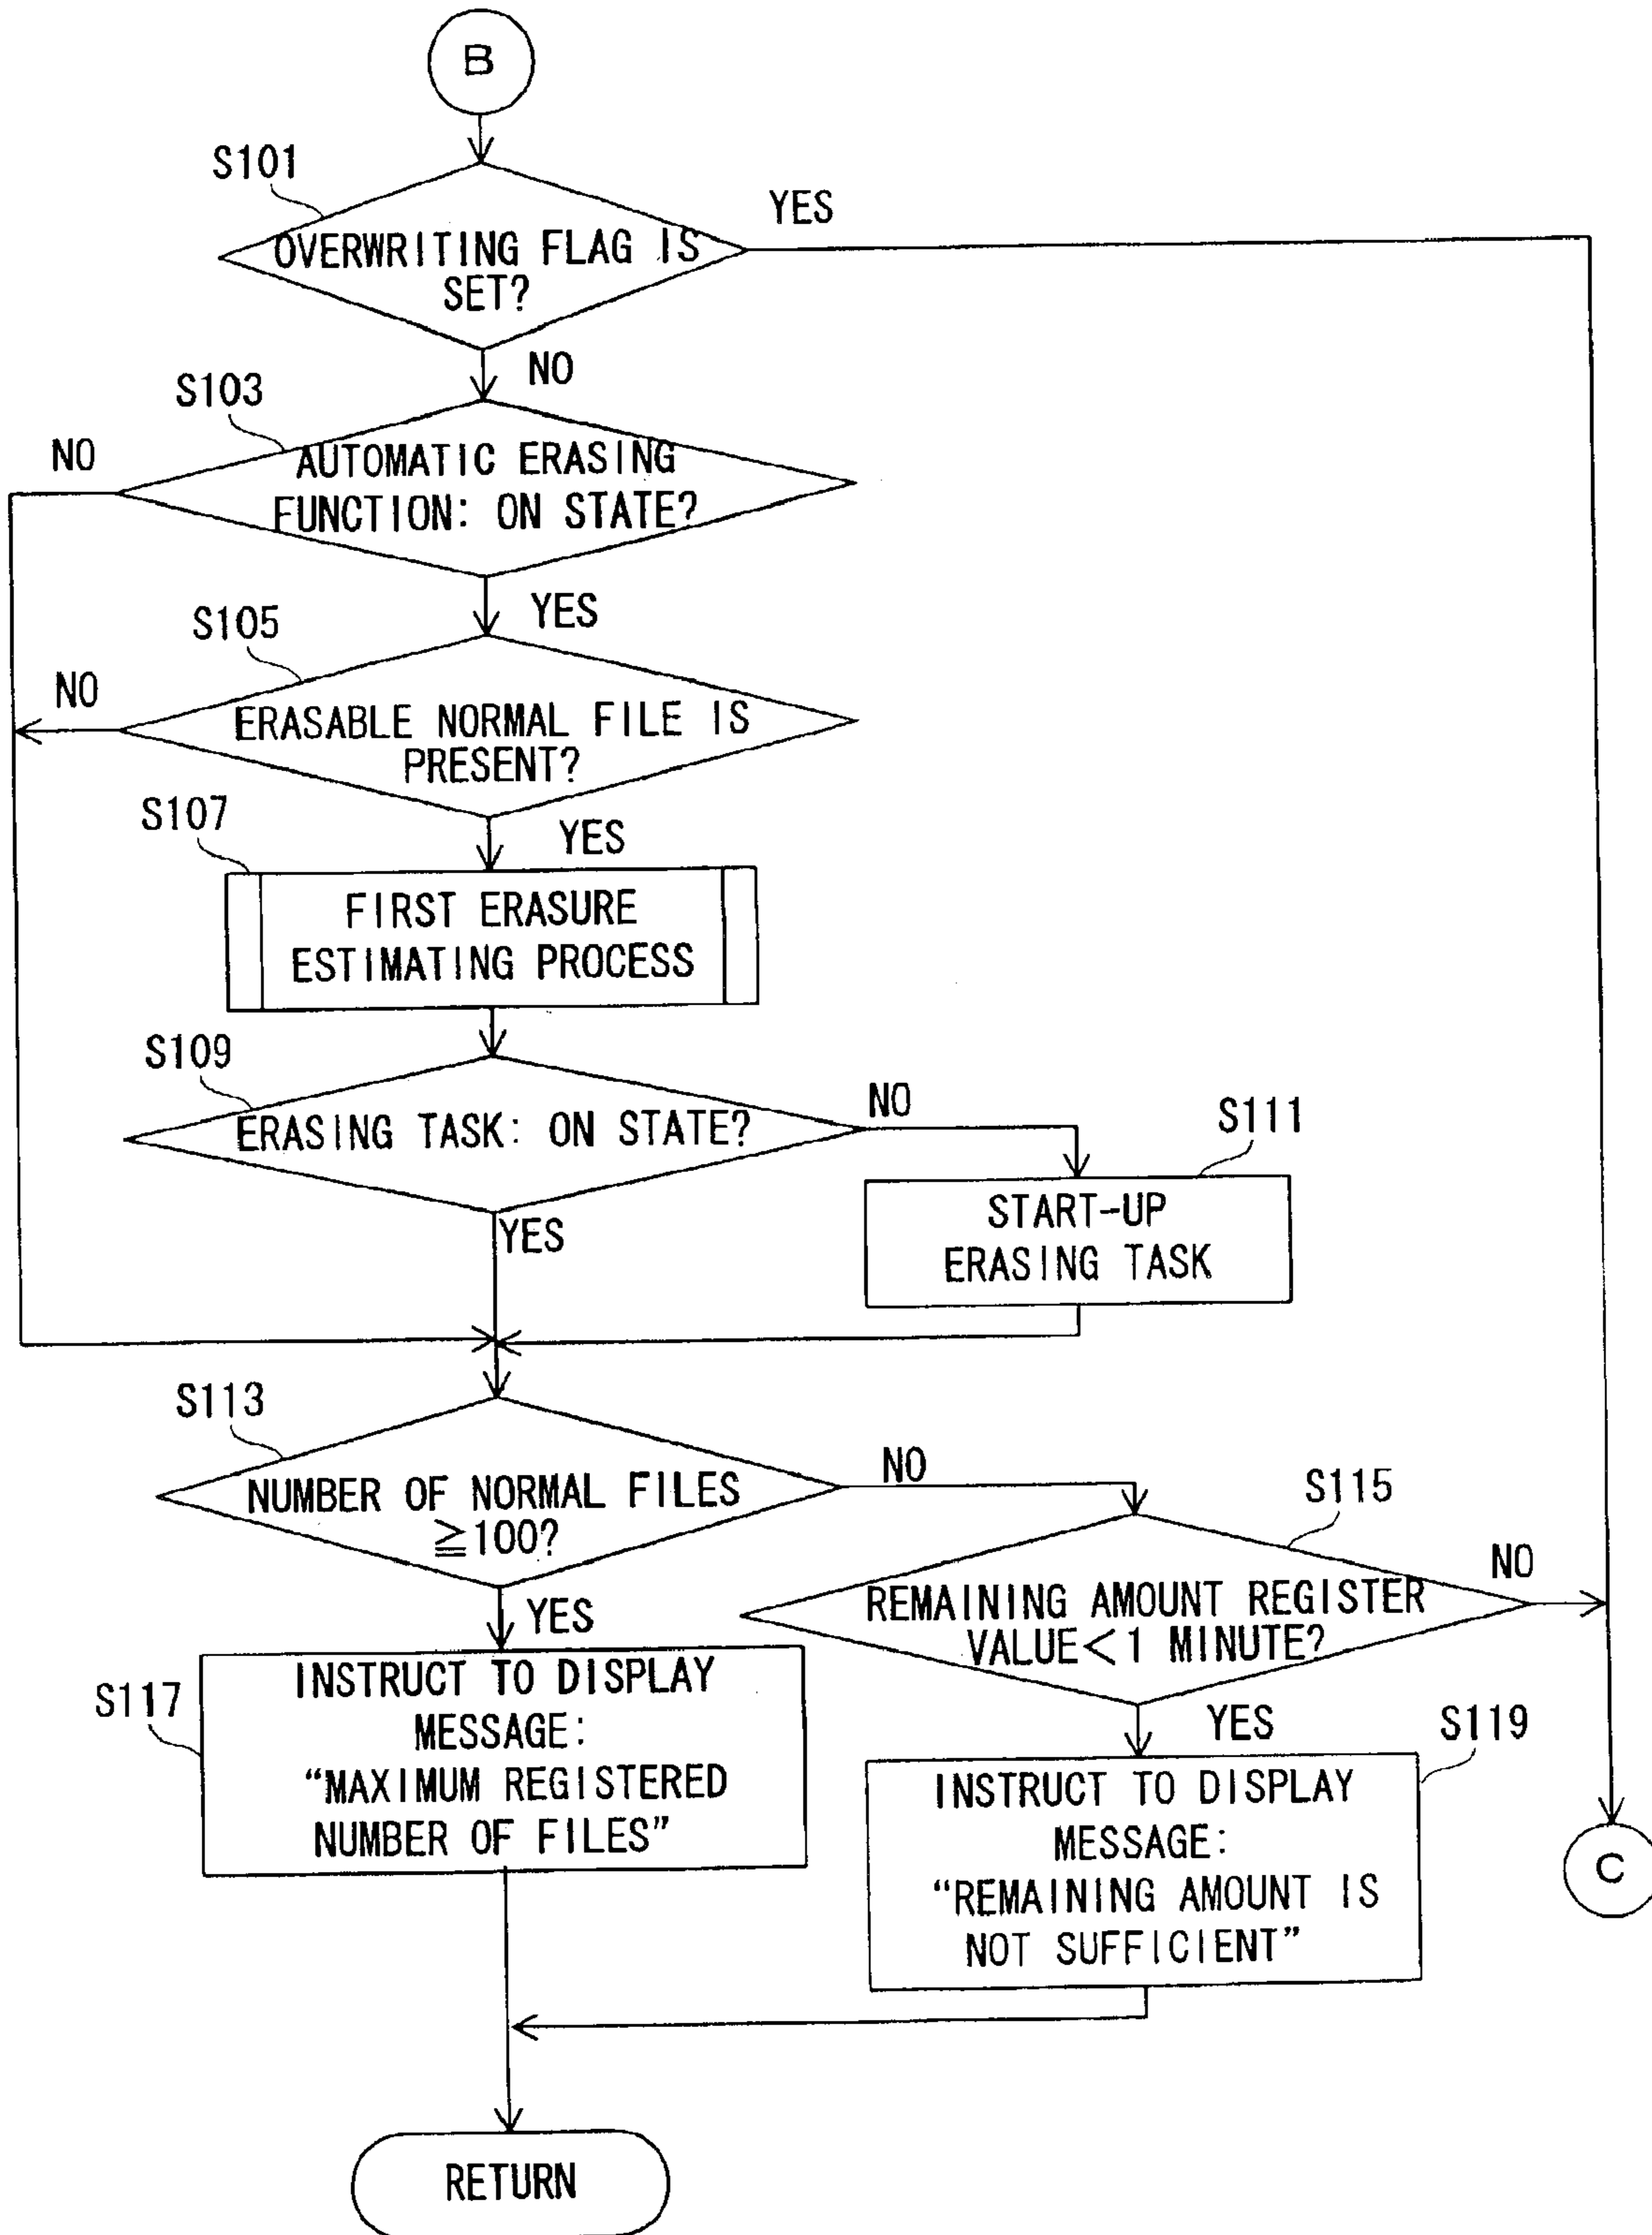 B
S101
YES
OVERWRITING FLAG IS
SET?
NO
S103
NO
AUTOMATIC ERASING
FUNCTION: ON STATE?
YES
S105
NO
ERASABLE NORMAL FILE IS
PRESENT?
S107
YES
FIRST ERASURE
ESTIMATING PROCESS
S109
NO
S111
ERASING TASK: ON STATE?
START-UP
ERASING TASK
YES
S113
NO
S115
NUMBER OF NORMAL FILES
≧100?
NO
REMAINING AMOUNT REGISTER
VALUE<1 MINUTE?
YES
S117
INSTRUCT TO DISPLAY
MESSAGE:
“MAXIMUM REGISTERED
NUMBER OF FILES”
YES
S119
INSTRUCT TO DISPLAY
MESSAGE:
“REMAINING AMOUNT IS
NOT SUFFICIENT”
C
RETURN